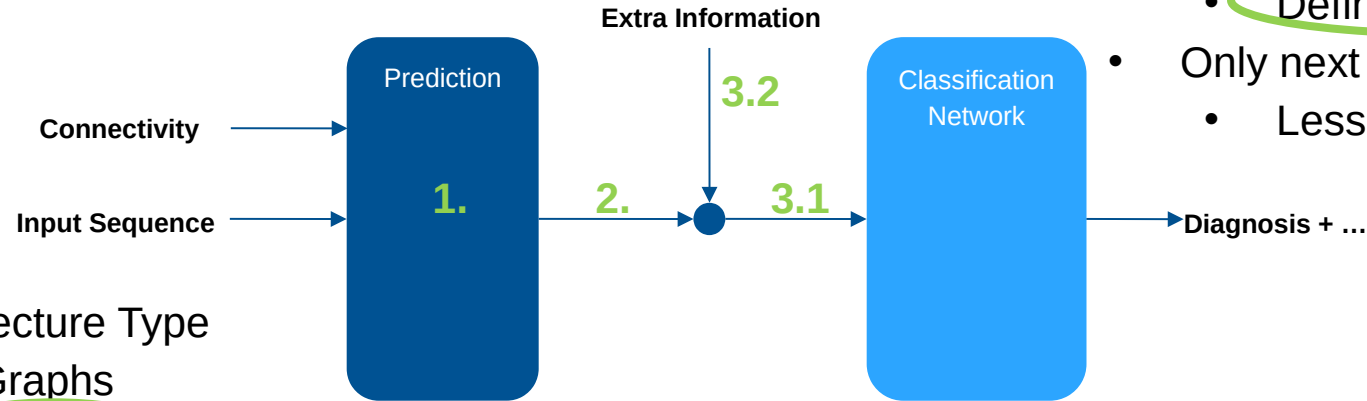 Extra Information
Prediction
Connectivity
Input Sequence
1.
2.
3.2
3.1
Classification
Network
Diagnosis + …
• 
• Only next
• Less
Type
Graphs